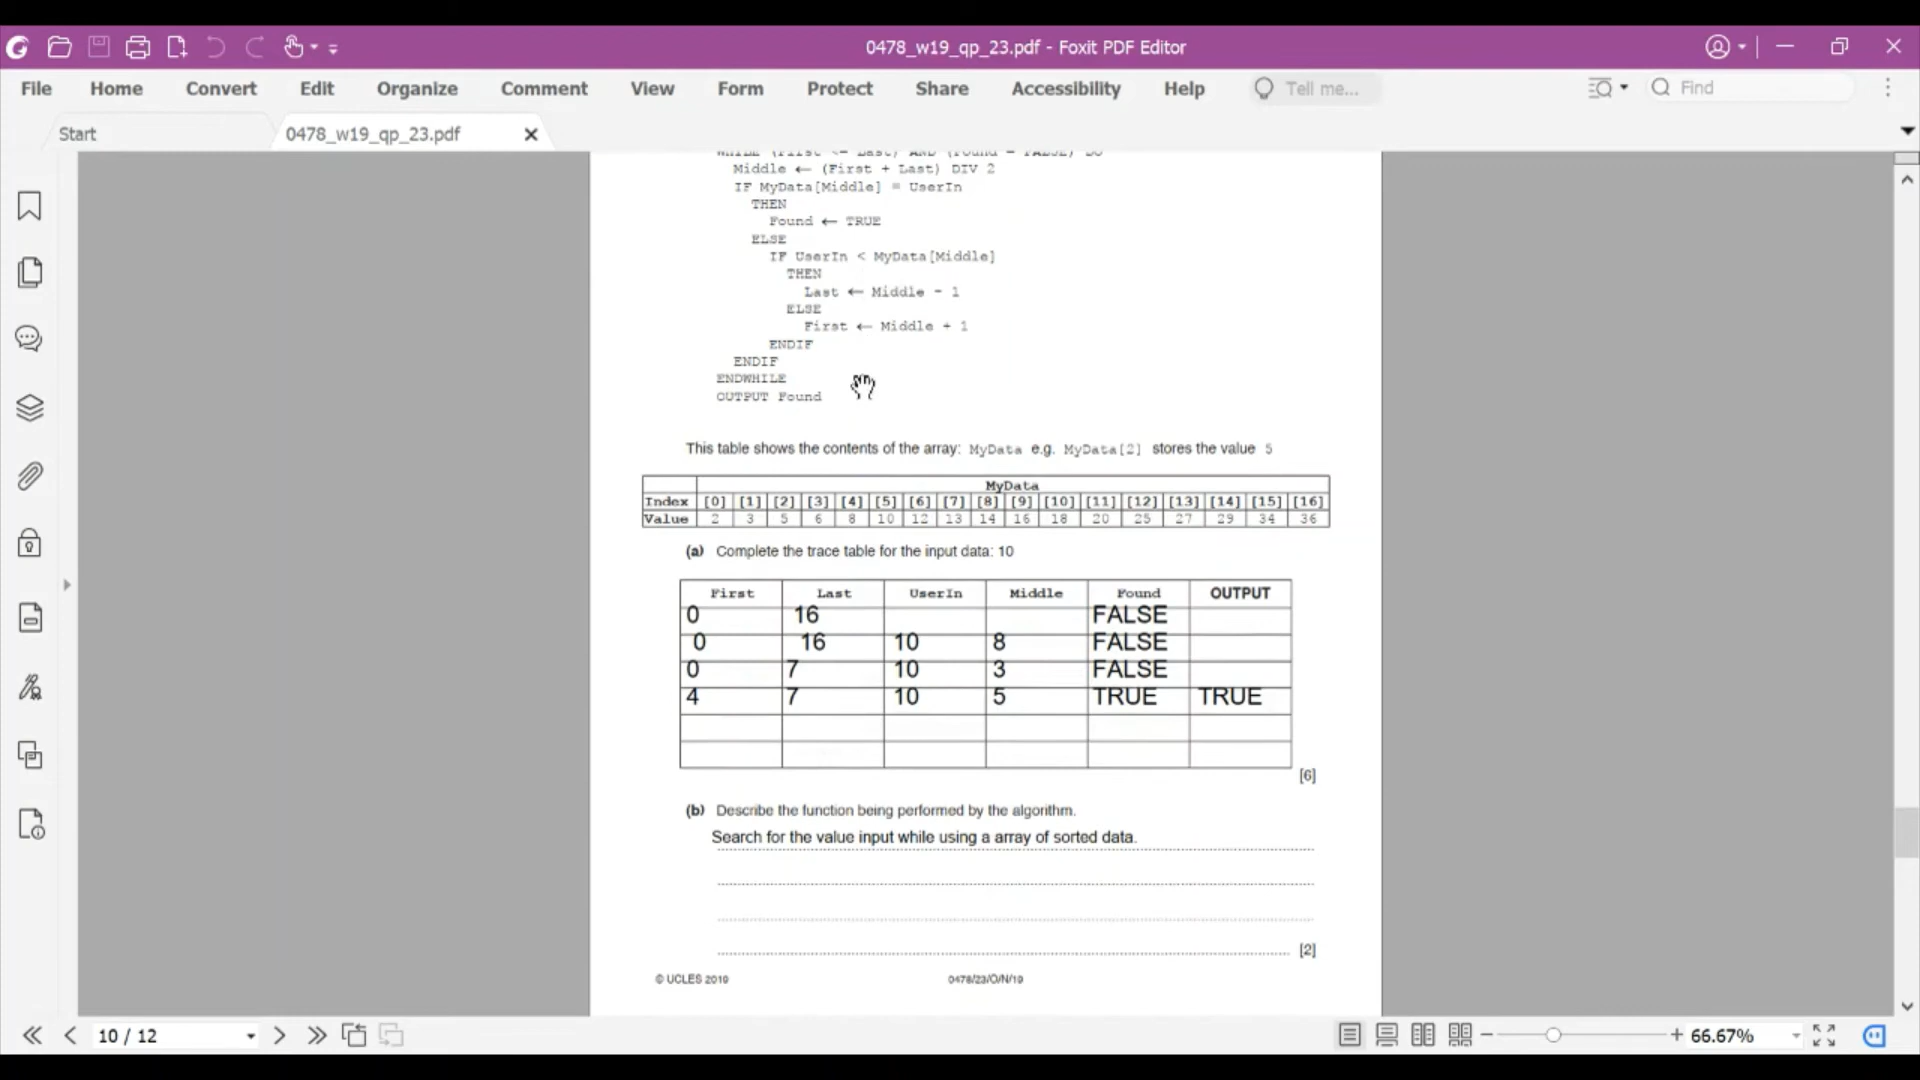 0478_w19_qp_23.pdf - Foxit PDF Editor
File Home Convert Edit Organize Comment View Form Protect Share Accessibility Help Tell me... Find
Start 0478_w19_qp_23.pdf
WHILE (First <= Last) AND (Found = FALSE) DO
Middle ← (First + Last) DIV 2
IF MyData[Middle] = UserIn
THEN
Found ← TRUE
ELSE
IF UserIn < MyData[Middle]
THEN
Last ← Middle - 1
ELSE
First ← Middle + 1
ENDIF
ENDIF
ENDWHILE
OUTPUT Found
This table shows the contents of the array: MyData e.g. MyData[2] stores the value 5
MyData
Index [0] [1] [2] [3] [4] [5] [6] [7] [8] [9] [10] [11] [12] [13] [14] [15] [16]
Value 2 3 5 6 8 10 12 13 14 16 18 20 25 27 29 34 36
(a) Complete the trace table for the input data: 10
First Last UserIn Middle Found OUTPUT
0 16 FALSE
0 16 10 8 FALSE
0 7 10 3 FALSE
4 7 10 5 TRUE TRUE
[6]
(b) Describe the function being performed by the algorithm.
Search for the value input while using a array of sorted data.
[2]
© UCLES 2019 0478/23/O/N/19
10 / 12 66.67%